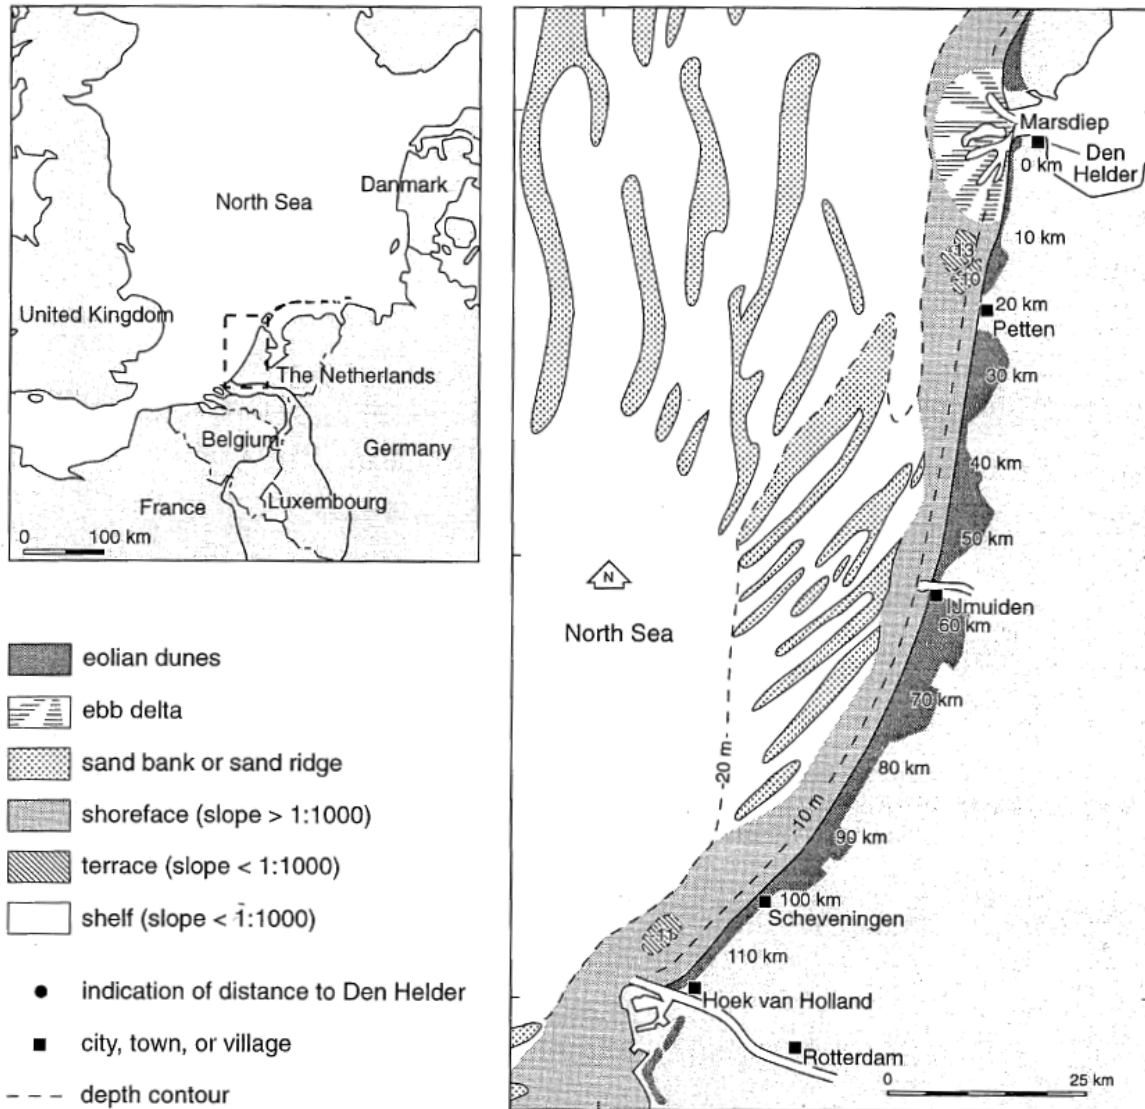 North Sea
Danmark
United Kingdom
The Netherlands
Belgium
Germany
France
Luxembourg
0 100 km
eolian dunes
ebb delta
sand bank or sand ridge
shoreface (slope > 1:1000)
terrace (slope < 1:1000)
shelf (slope < 1:1000)
indication of distance to Den Helder
city, town, or village
depth contour
Marsdiep
Den
Helder
0 km
10 km
13
10
20 km
Petten
30 km
40 km
50 km
N
IJmuiden
North Sea
60 km
70 km
-20 m
80 km
-10 m
90 km
100 km
Scheveningen
110 km
Hoek van Holland
Rotterdam
0 25 km